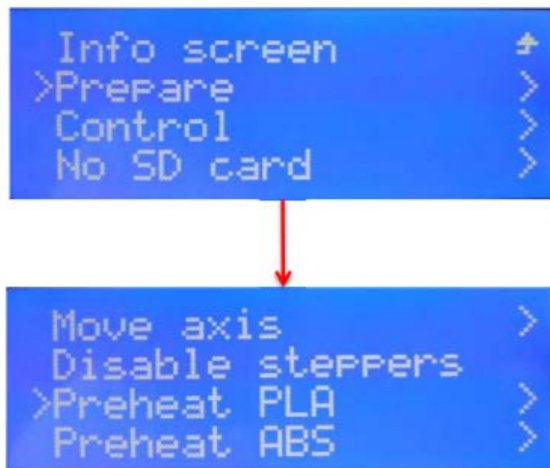 Info screen
>Prepare >
Control >
No SD card >
Move axis >
Disable steppers
>Preheat PLA >
Preheat ABS >